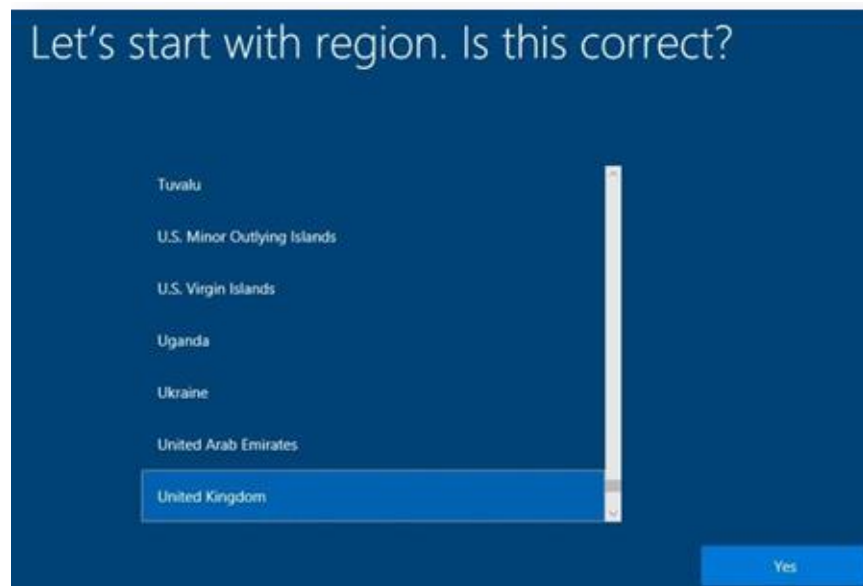 Let's start with region. Is this correct?
Tuvalu
U.S. Minor Outlying Islands
U.S. Virgin Islands
Uganda
Ukraine
United Arab Emirates
United Kingdom
Yes